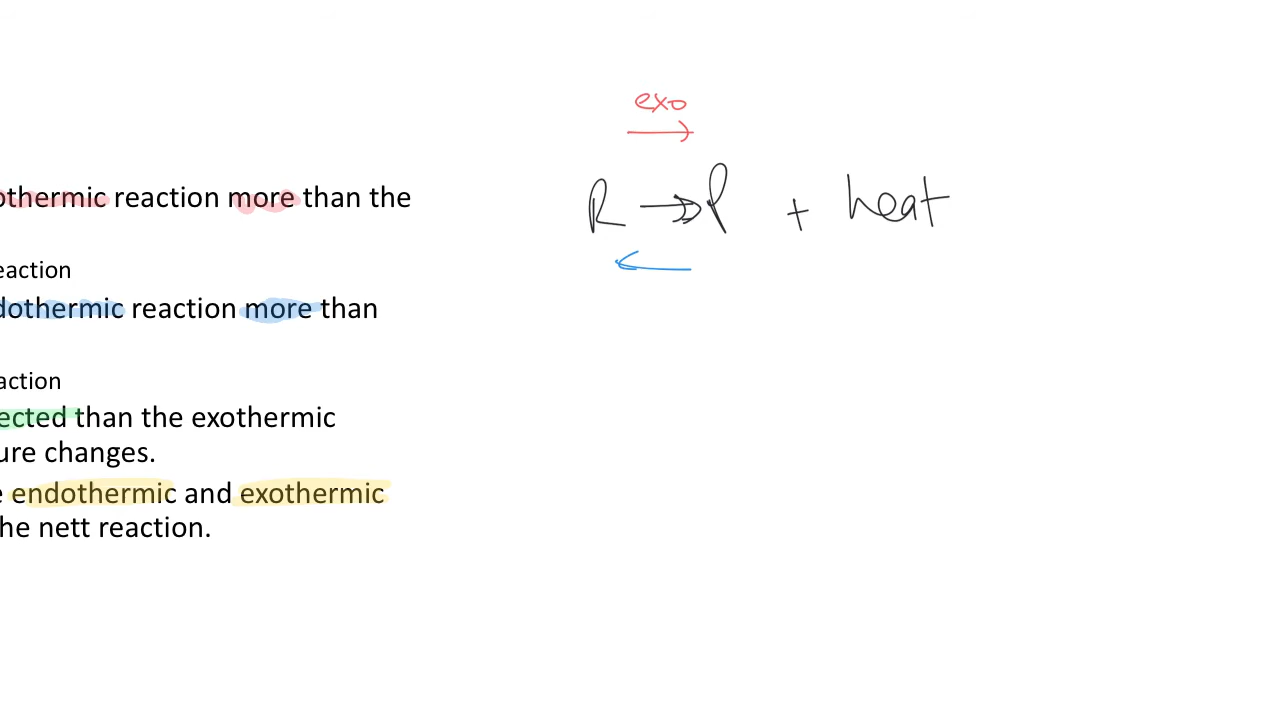 othermic reaction more than the
eaction
dothermic reaction more than
action
ected than the exothermic
ure changes.
e endothermic and exothermic
he nett reaction.
exo
R → P + heat